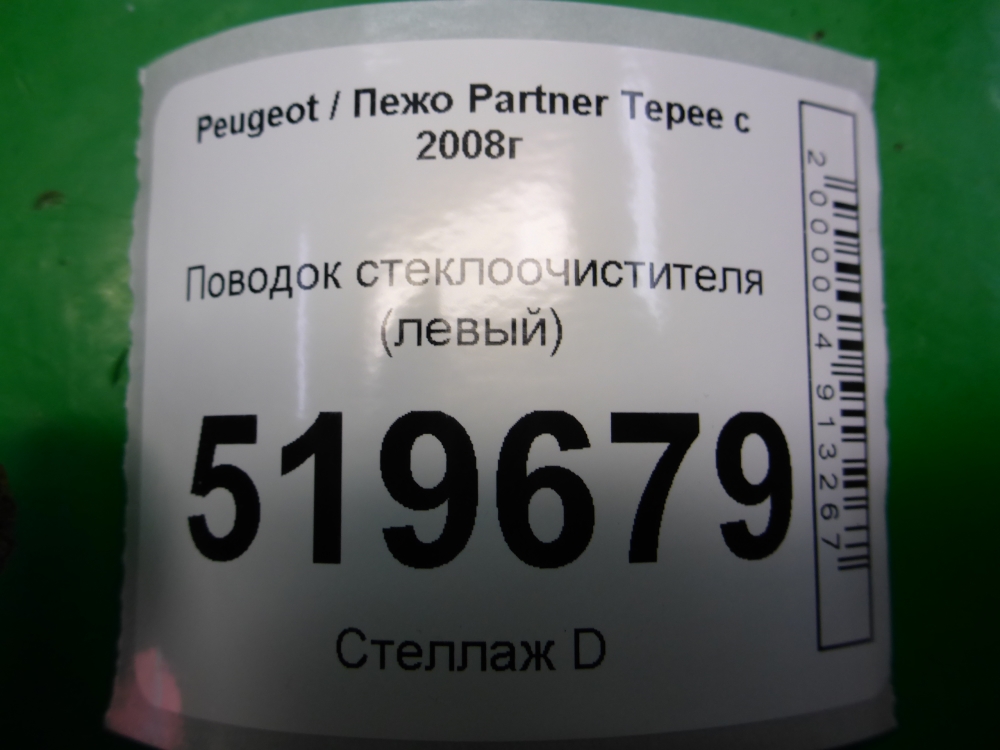 Peugeot / Пежо Partner Tepee с
2008г
Поводок стеклоочистителя
(левый)
519679
Стеллаж D
2000004913267